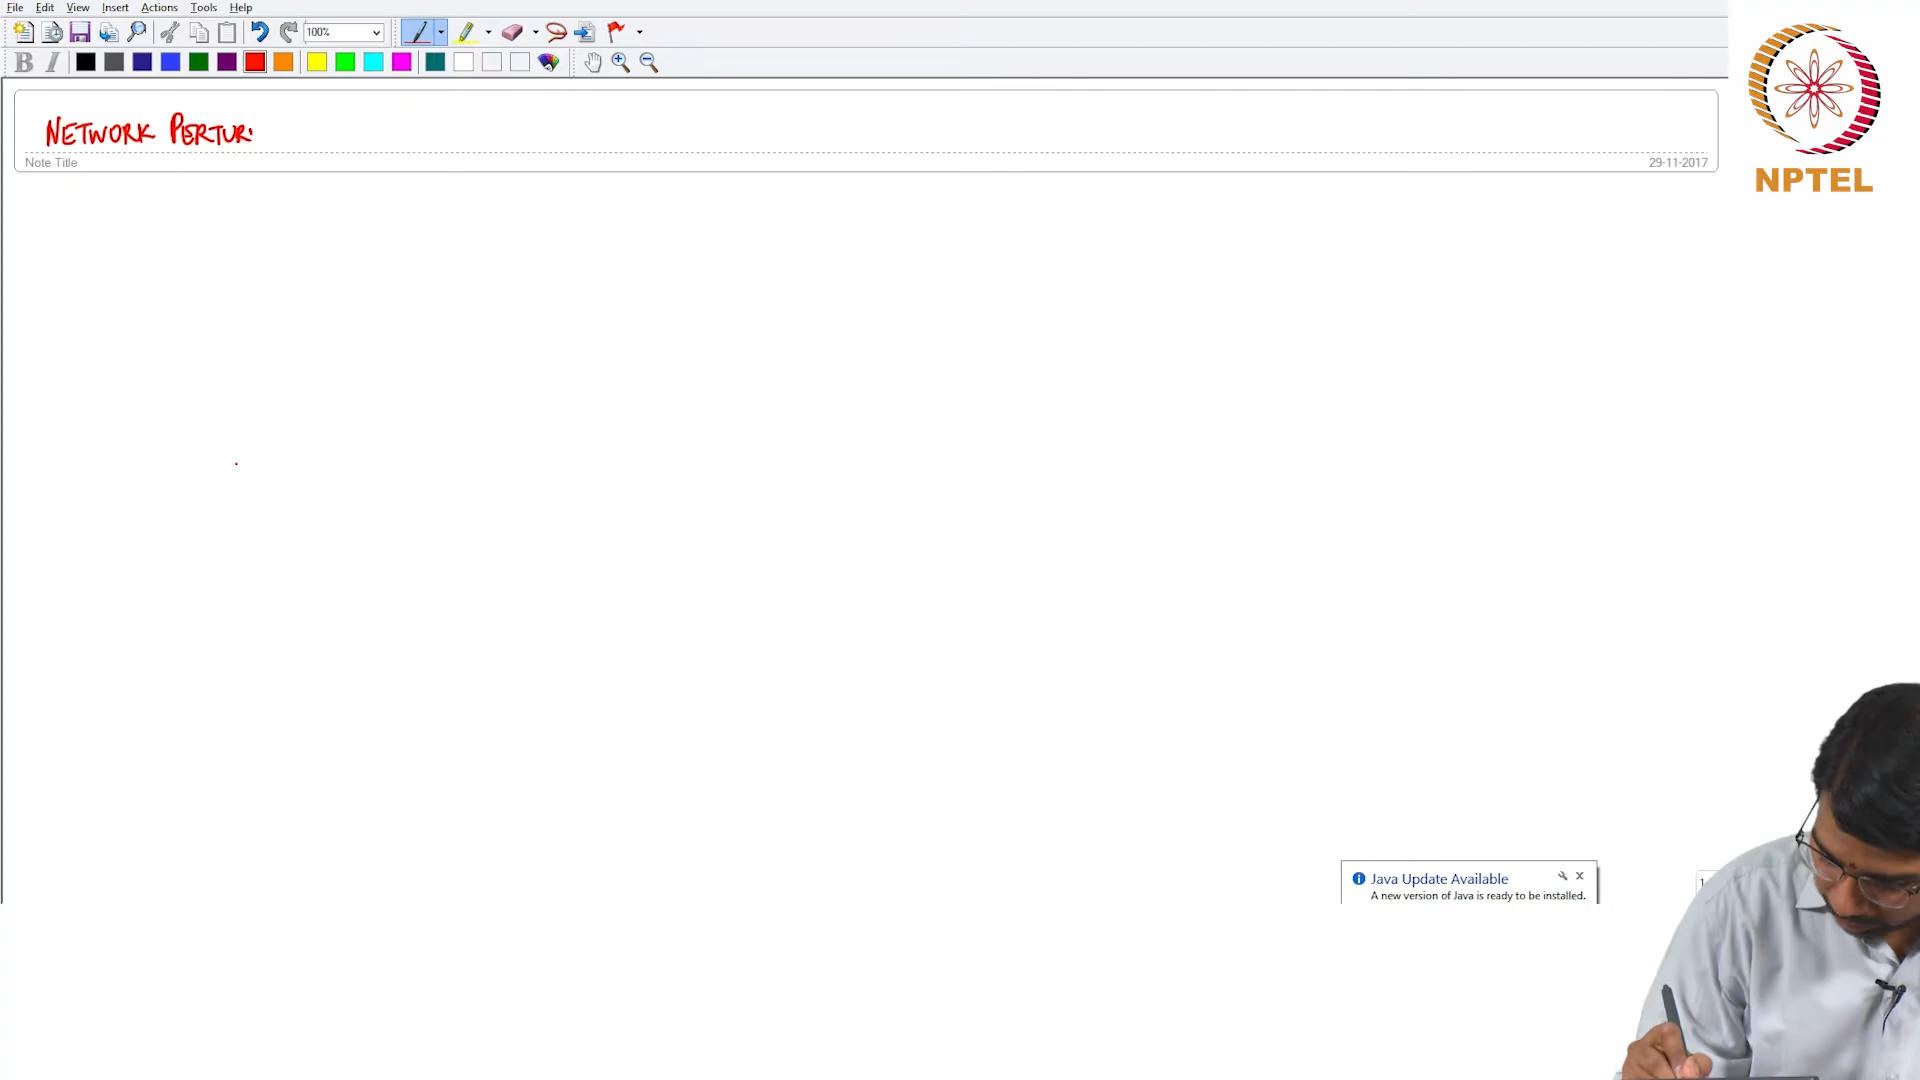 File Edit View Insert Actions Tools Help
100%
B I
NETWORK PERTUR
Note Title
29-11-2017
NPTEL
Java Update Available
A new version of Java is ready to be installed.
1